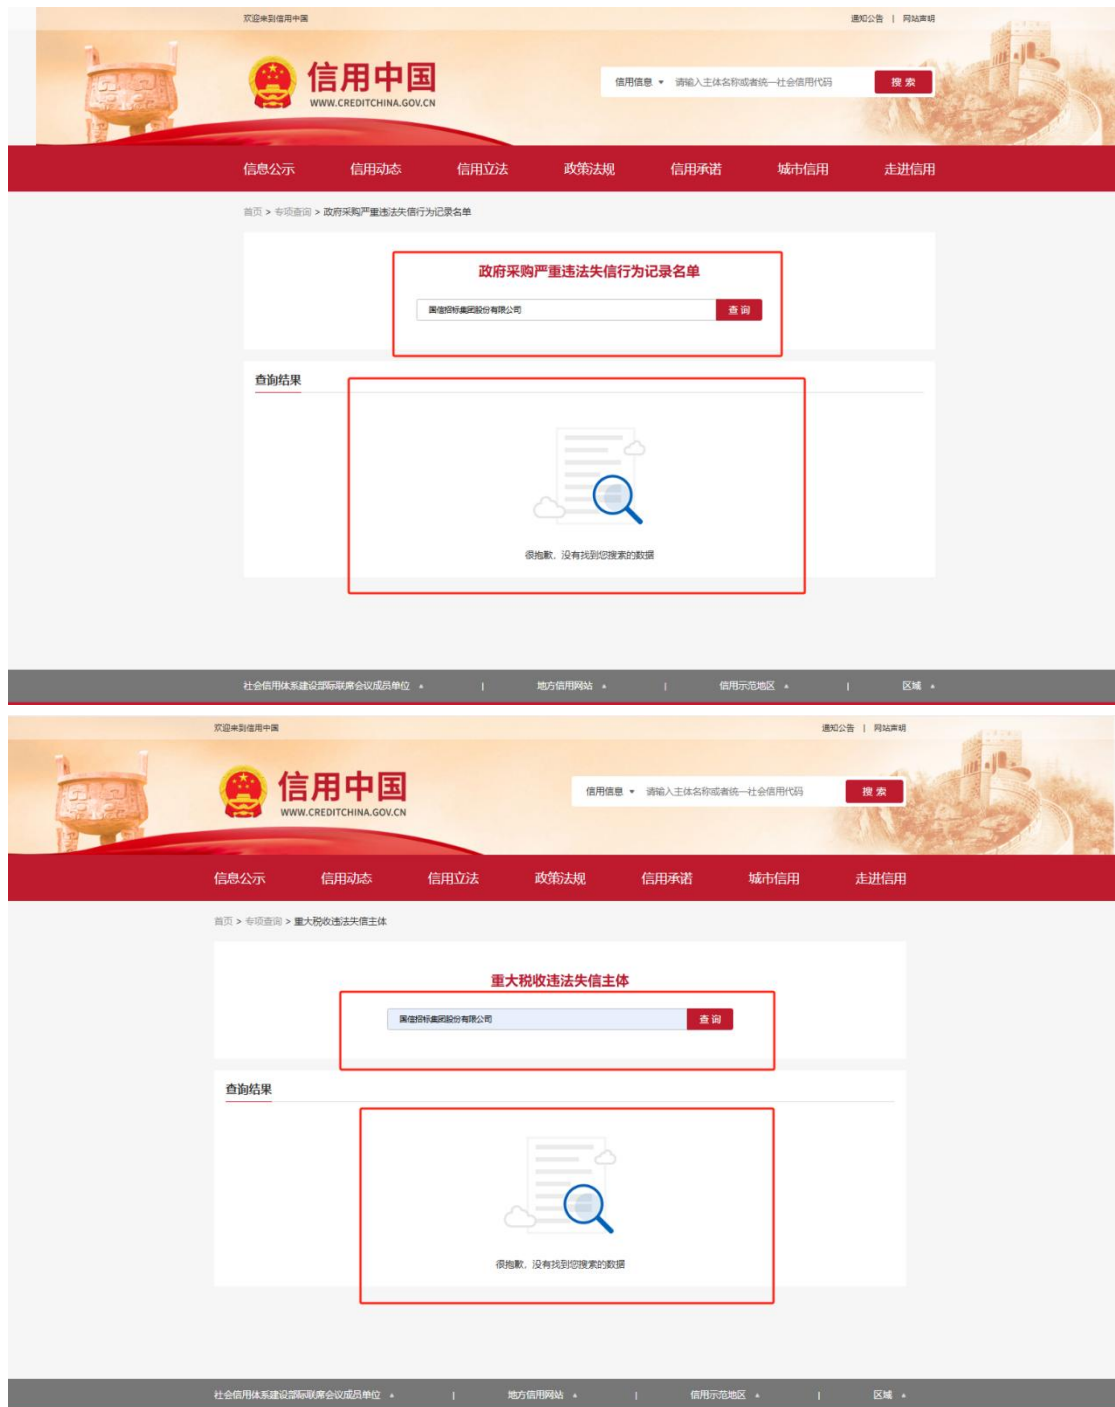 欢迎来到信用中国
通知公告 | 网站声明
信用中国
WWW.CREDITCHINA.GOV.CN
信用信息 请输入主体名称或者统一社会信用代码 搜索
信息公示 信用动态 信用立法 政策法规 信用承诺 城市信用 走进信用
首页 > 专项查询 > 政府采购严重违法失信行为记录名单
政府采购严重违法失信行为记录名单
国信招标集团股份有限公司 查询
查询结果
很抱歉，没有找到您搜索的数据
社会信用体系建设部际联席会议成员单位 | 地方信用网站 | 信用示范地区 | 区域
欢迎来到信用中国
通知公告 | 网站声明
信用中国
WWW.CREDITCHINA.GOV.CN
信用信息 请输入主体名称或者统一社会信用代码 搜索
信息公示 信用动态 信用立法 政策法规 信用承诺 城市信用 走进信用
首页 > 专项查询 > 重大税收违法失信主体
重大税收违法失信主体
国信招标集团股份有限公司 查询
查询结果
很抱歉，没有找到您搜索的数据
社会信用体系建设部际联席会议成员单位 | 地方信用网站 | 信用示范地区 | 区域